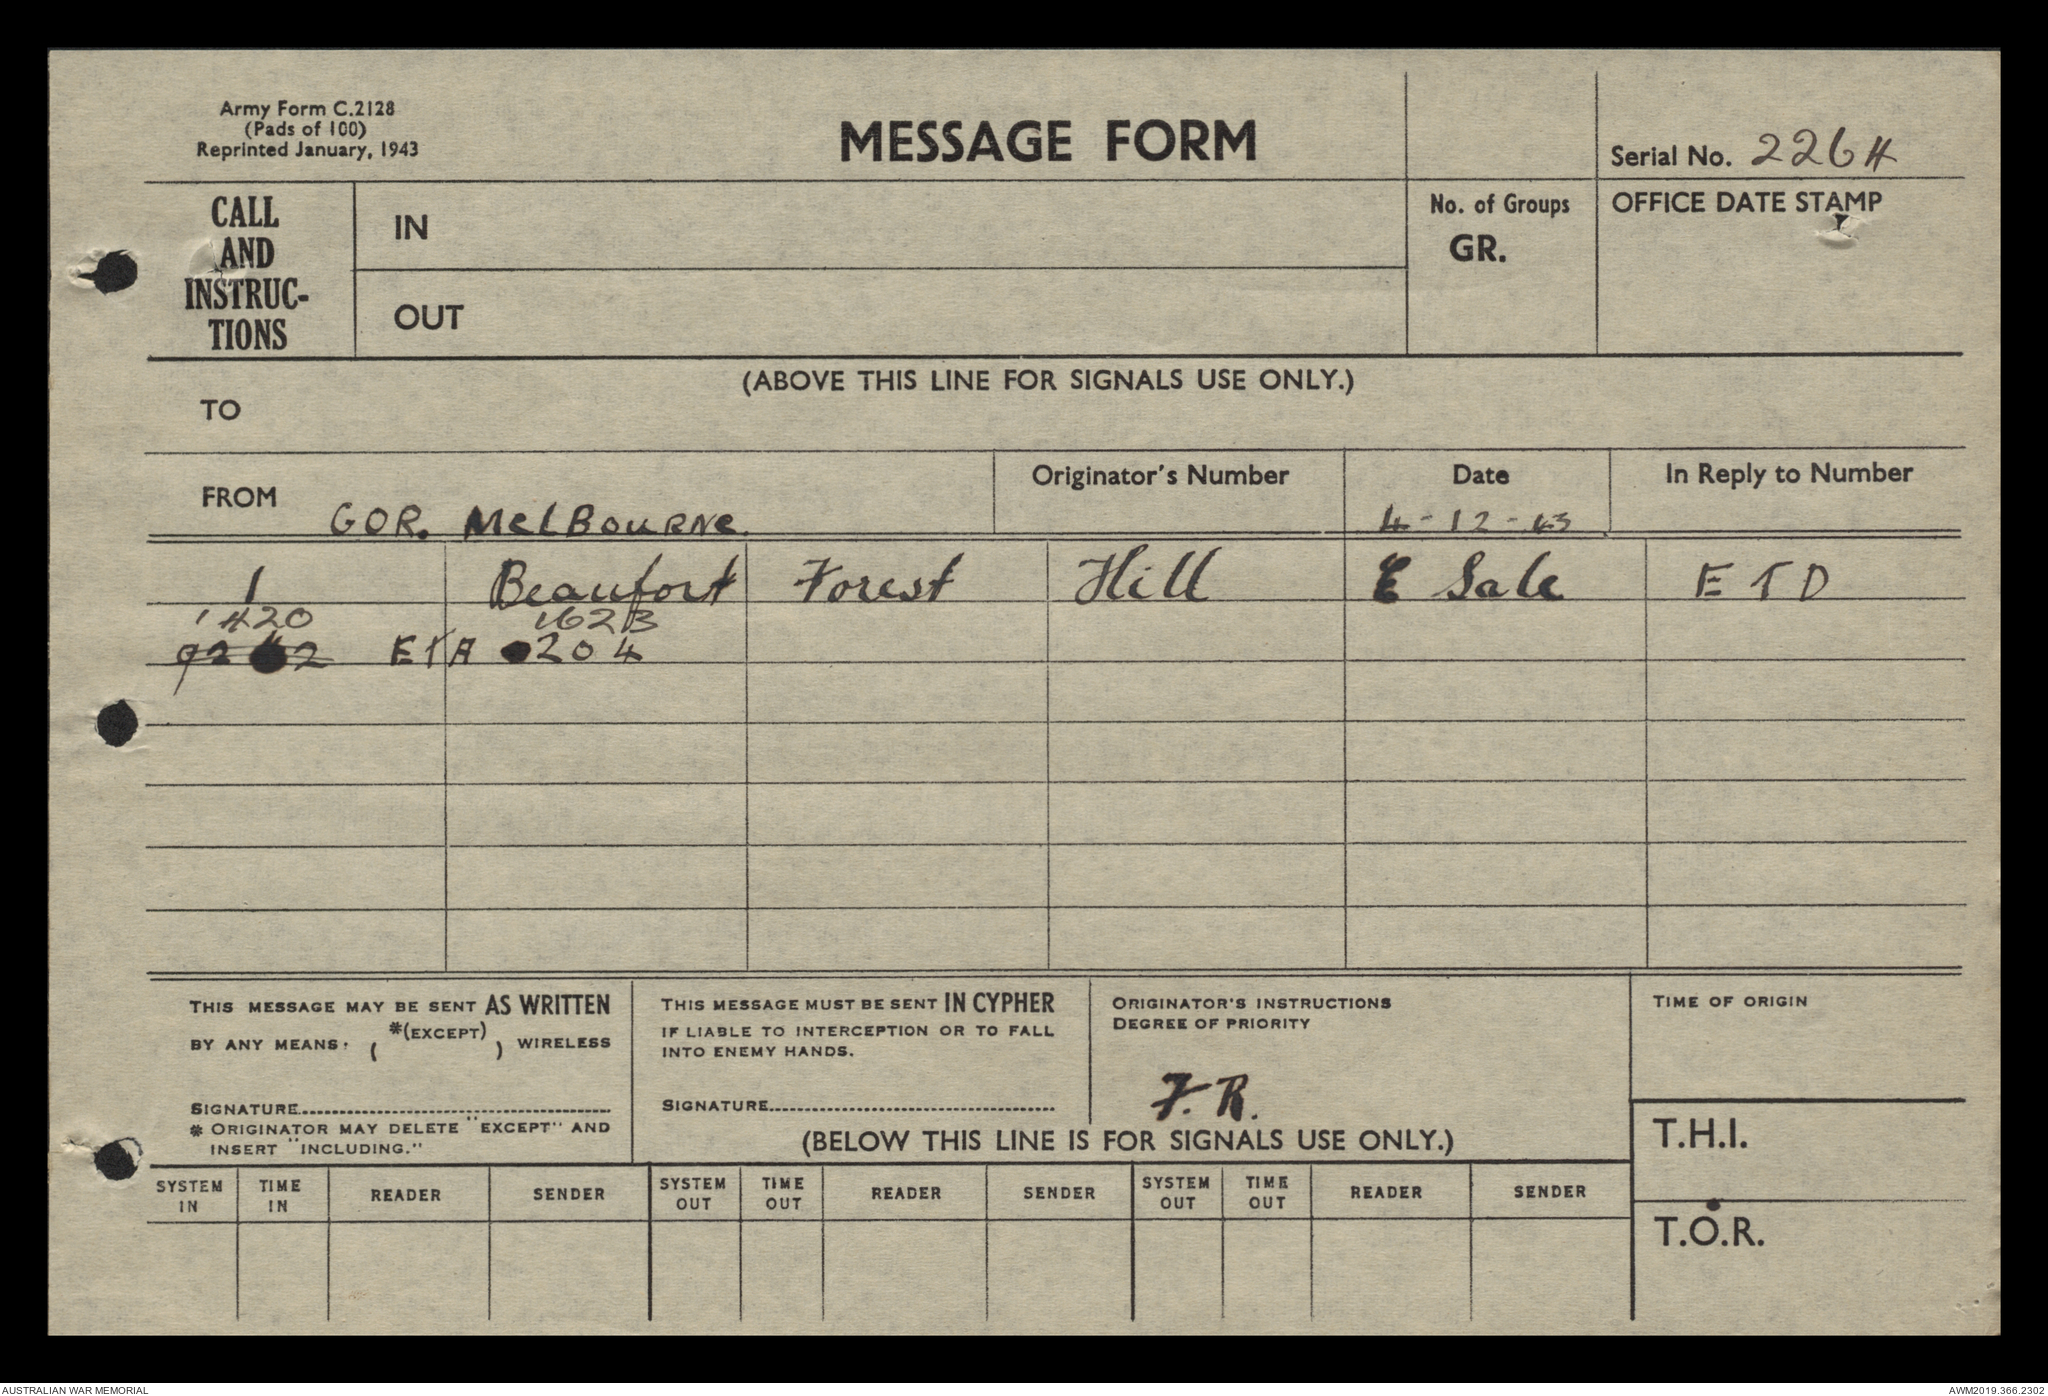 Army Form C.2128
(Pads of 100)
Reprinted January, 1943
MESSAGE FORM
Serial No. 2264
CALL
AND
INSTRUC-
TIONS
IN
OUT
No. of Groups
GR.
OFFICE DATE STAMP
(ABOVE THIS LINE FOR SIGNALS USE ONLY.)
TO
FROM GOR. MelBouRNe.
Originator's Number
Date
4-12-43
In Reply to Number
1 Beaufort Forest Hill E Sale ETD
1420 162B
ETA 204
THIS MESSAGE MAY BE SENT AS WRITTEN
BY ANY MEANS. ( *(EXCEPT) ) WIRELESS
SIGNATURE
* ORIGINATOR MAY DELETE "EXCEPT" AND
INSERT "INCLUDING."
THIS MESSAGE MUST BE SENT IN CYPHER
IF LIABLE TO INTERCEPTION OR TO FALL
INTO ENEMY HANDS.
SIGNATURE
ORIGINATOR'S INSTRUCTIONS
DEGREE OF PRIORITY
F.R.
TIME OF ORIGIN
(BELOW THIS LINE IS FOR SIGNALS USE ONLY.)
T.H.I.
T.O.R.
SYSTEM IN TIME IN READER SENDER SYSTEM OUT TIME OUT READER SENDER SYSTEM OUT TIME OUT READER SENDER
AUSTRALIAN WAR MEMORIAL
AWM2019.366.2302